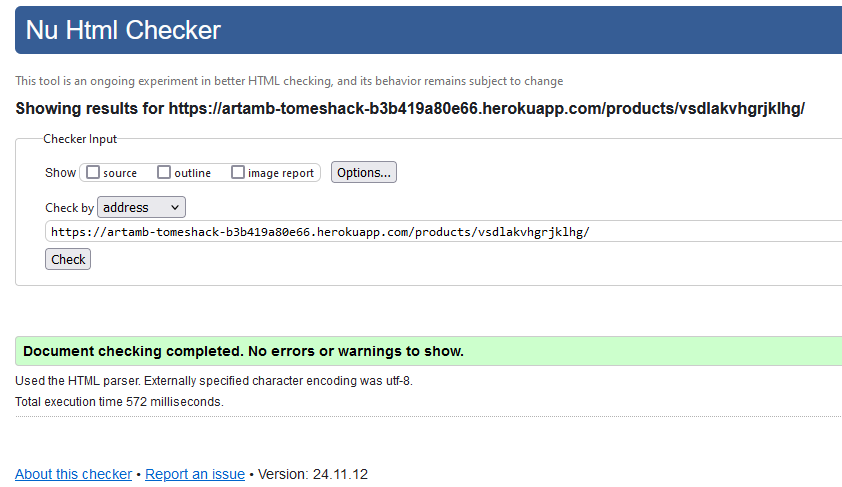 Nu Html Checker
This tool is an ongoing experiment in better HTML checking, and its behavior remains subject to change
Showing results for https://artamb-tomeshack-b3b419a80e66.herokuapp.com/products/vsdlakvhgrjklhg/
Checker Input
Show source outline image report Options...
Check by address
https://artamb-tomeshack-b3b419a80e66.herokuapp.com/products/vsdlakvhgrjklhg/
Check
Document checking completed. No errors or warnings to show.
Used the HTML parser. Externally specified character encoding was utf-8.
Total execution time 572 milliseconds.
About this checker • Report an issue • Version: 24.11.12